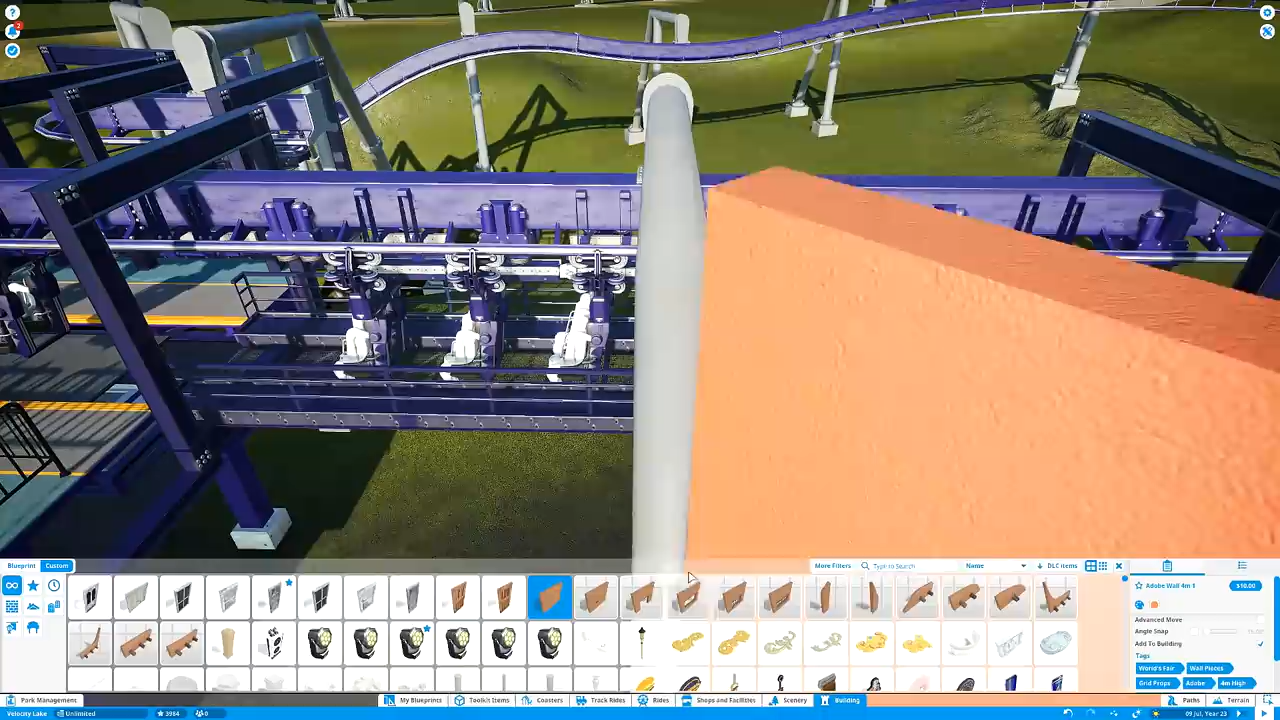 2
Blueprint Custom
More Filters Type to Search Name DLC Items
Adobe Wall 4m 1 $10.00
Advanced Move
Angle Snap
Add To Building
Tags
World's Fair Wall Pieces
Grid Props Adobe 4m High
Park Management My Blueprints Toolkit Items Coasters Track Rides Rides Shops and Facilities Scenery Building Paths Terrain
Velocity Lake Unlimited 3984 0 09 Jul, Year 23